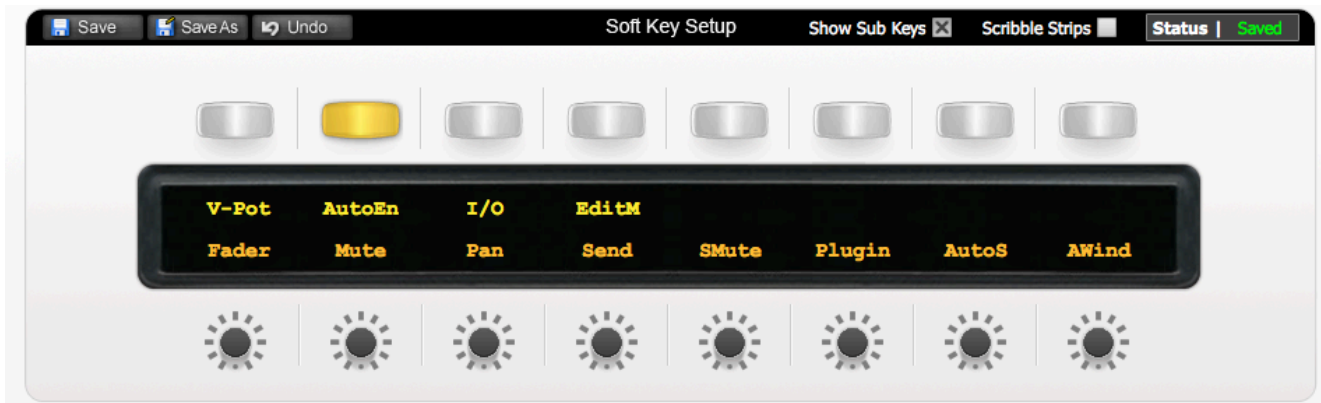 Save Save As Undo Soft Key Setup Show Sub Keys Scribble Strips Status | Saved
V-Pot AutoEn I/O EditM
Fader Mute Pan Send SMute Plugin AutoS AWind